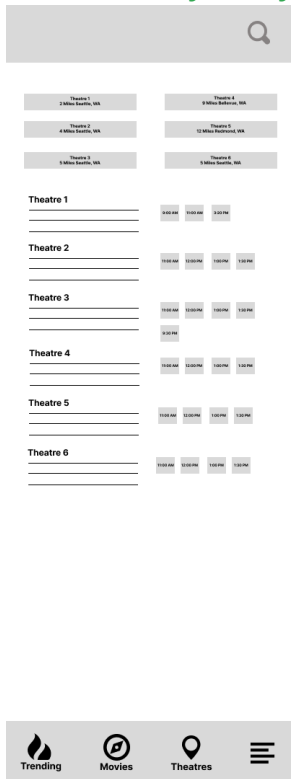 Theatre 1
2 Miles Seattle, WA
Theatre 4
9 Miles Bellevue, WA
Theatre 2
4 Miles Seattle, WA
Theatre 5
12 Miles Redmond, WA
Theatre 3
5 Miles Seattle, WA
Theatre 6
5 Miles Seattle, WA
Theatre 1
9:00 AM 11:00 AM 3:30 PM
Theatre 2
11:00 AM 12:00 PM 1:00 PM 1:30 PM
Theatre 3
11:00 AM 12:00 PM 1:00 PM 1:30 PM
9:30 PM
Theatre 4
11:00 AM 12:00 PM 1:00 PM 1:30 PM
Theatre 5
11:00 AM 12:00 PM 1:00 PM 1:30 PM
Theatre 6
11:00 AM 12:00 PM 1:00 PM 1:30 PM
Trending Movies Theatres